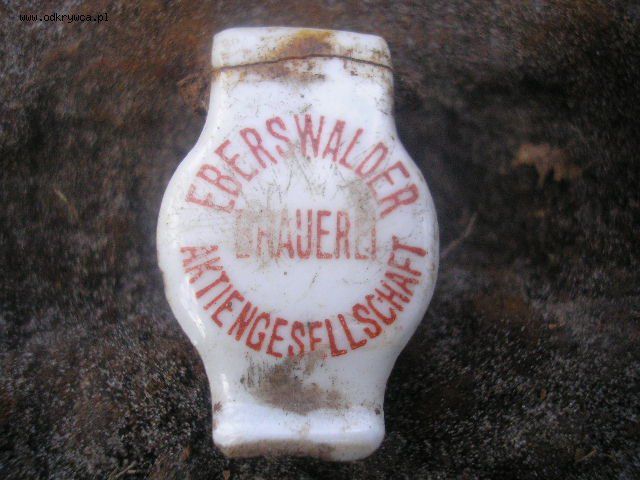 www.odkrywca.pl
EBERSWALDER
BRAUEREI
AKTIENGESELLSCHAFT